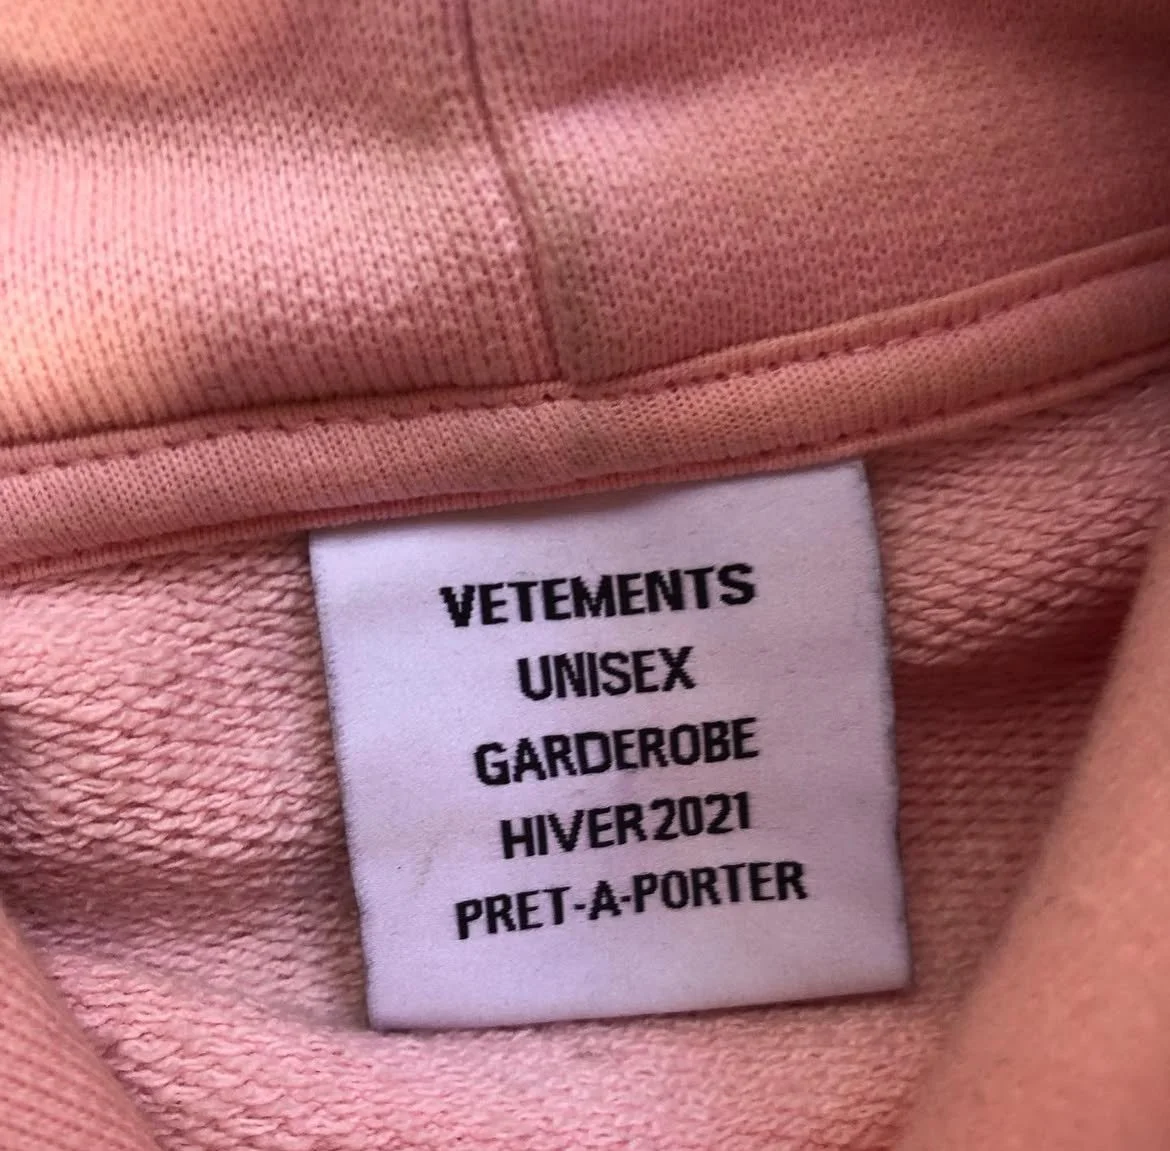 VETEMENTS
UNISEX
GARDEROBE
HIVER 2021
PRET-A-PORTER